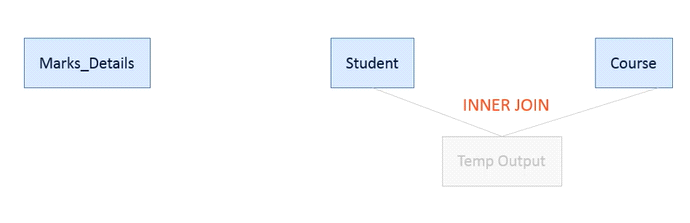 Marks_Details
Student
Course
INNER JOIN
Temp Output